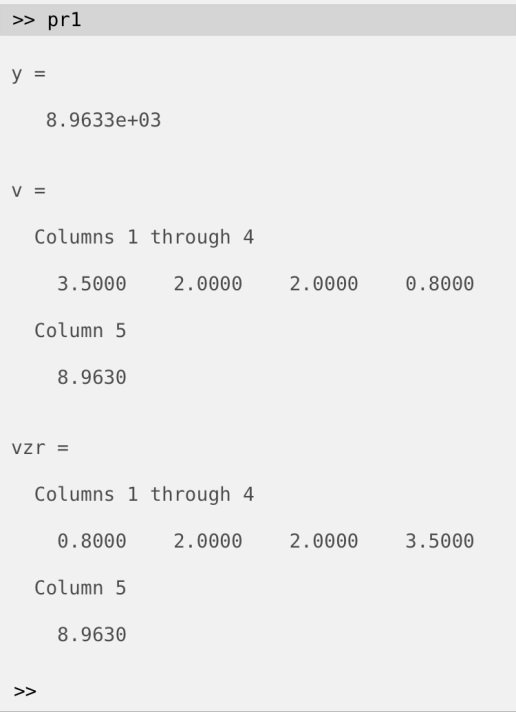 >> pr1
y =
8.9633e+03
v =
Columns 1 through 4
3.5000 2.0000 2.0000 0.8000
Column 5
8.9630
vzr =
Columns 1 through 4
0.8000 2.0000 2.0000 3.5000
Column 5
8.9630
>>